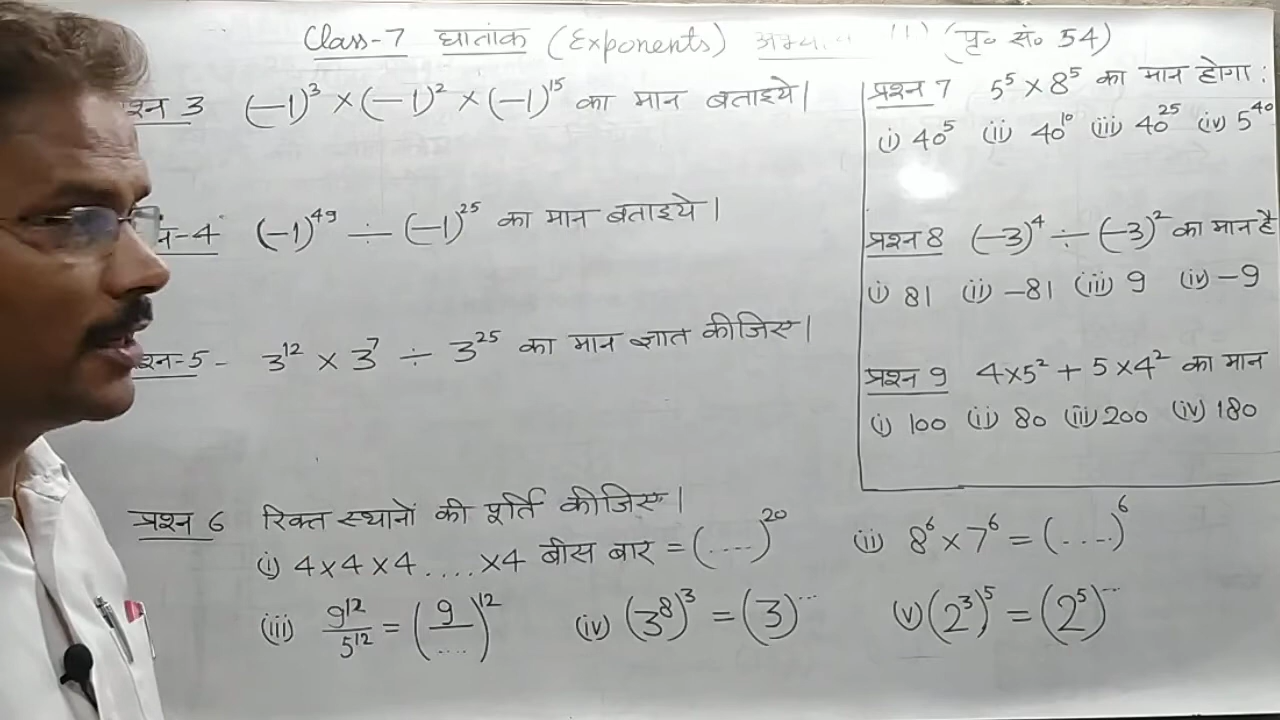 Class-7 घातांक (Exponents) (पृ० सं० 54)
श्न 3 (-1)³ × (-1)² × (-1)¹⁵ का मान बताइये।
न-4 (-1)⁴⁹ ÷ (-1)²⁵ का मान बताइये।
श्न-5 - 3¹² × 3⁷ ÷ 3²⁵ का मान ज्ञात कीजिए।
प्रश्न 6 रिक्त स्थानों की पूर्ति कीजिए।
(i) 4×4×4....×4 बीस बार = (....)²⁰ (ii) 8⁶ × 7⁶ = (....)⁶
(iii) 9¹²/5¹² = (9/....)¹² (iv) (3⁸)³ = (3)^... (v) (2³)⁵ = (2⁵)^...
प्रश्न 7 5⁵ × 8⁵ का मान होगा :
(i) 40⁵ (ii) 40¹⁰ (iii) 40²⁵ (iv) 5⁴⁰
प्रश्न 8 (-3)⁴ ÷ (-3)² का मान है
(i) 81 (ii) -81 (iii) 9 (iv) -9
प्रश्न 9 4×5² + 5×4² का मान
(i) 100 (ii) 80 (iii) 200 (iv) 180